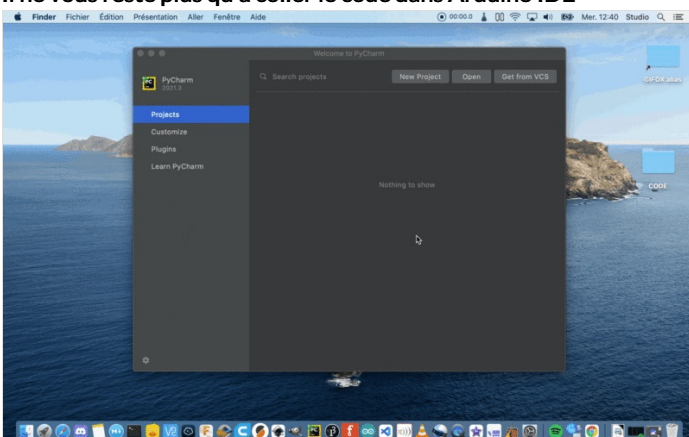 Il ne vous reste plus qu'à coller le code dans Arduino IDE
Finder Fichier Édition Présentation Aller Fenêtre Aide 00:00.0 Mer. 12:40 Studio
Welcome to PyCharm
PyCharm
2021.3
Search projects New Project Open Get from VCS
Projects
Customize
Plugins
Learn PyCharm
Nothing to show
GIFOX alias
CODE